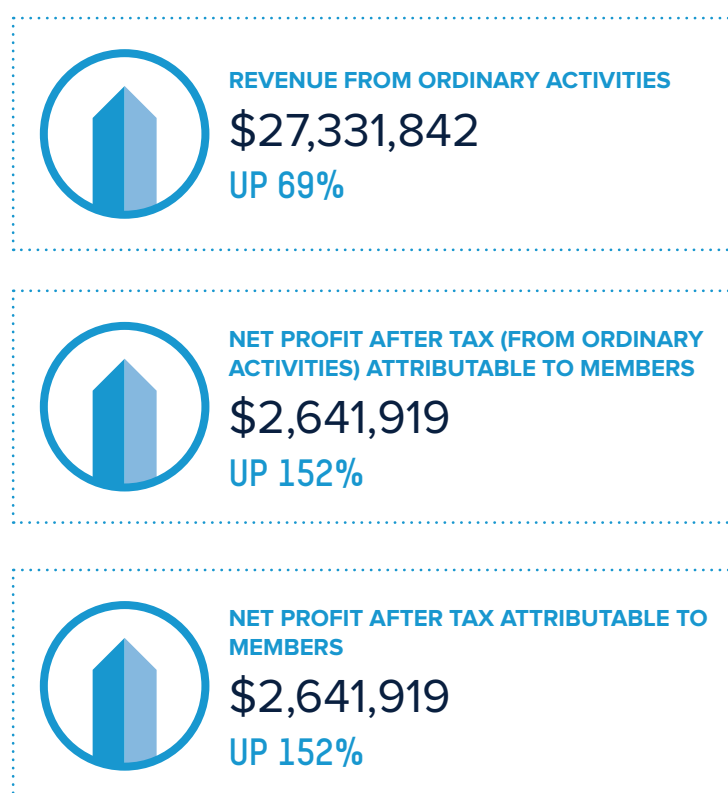 REVENUE FROM ORDINARY ACTIVITIES
$27,331,842
UP 69%
NET PROFIT AFTER TAX (FROM ORDINARY
ACTIVITIES) ATTRIBUTABLE TO MEMBERS
$2,641,919
UP 152%
NET PROFIT AFTER TAX ATTRIBUTABLE TO
MEMBERS
$2,641,919
UP 152%